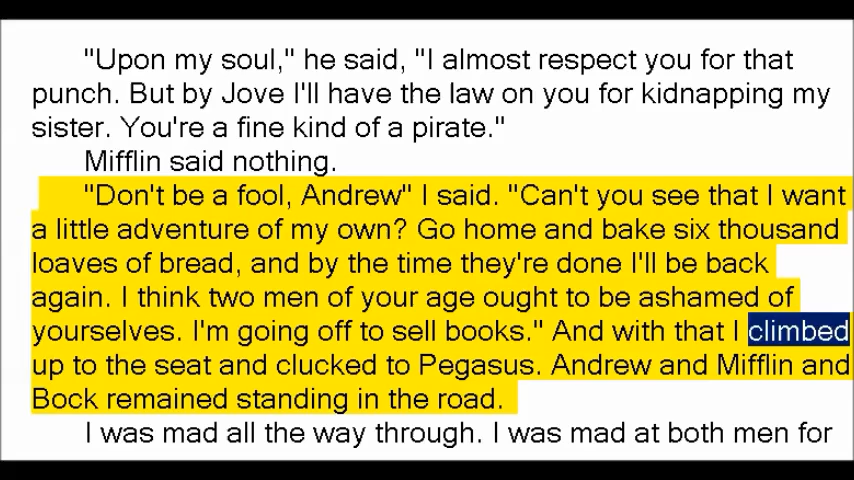 "Upon my soul," he said, "I almost respect you for that
punch. But by Jove I'll have the law on you for kidnapping my
sister. You're a fine kind of a pirate."
Mifflin said nothing.
"Don't be a fool, Andrew" I said. "Can't you see that I want
a little adventure of my own? Go home and bake six thousand
loaves of bread, and by the time they're done I'll be back
again. I think two men of your age ought to be ashamed of
yourselves. I'm going off to sell books." And with that I climbed
up to the seat and clucked to Pegasus. Andrew and Mifflin and
Bock remained standing in the road.
I was mad all the way through. I was mad at both men for